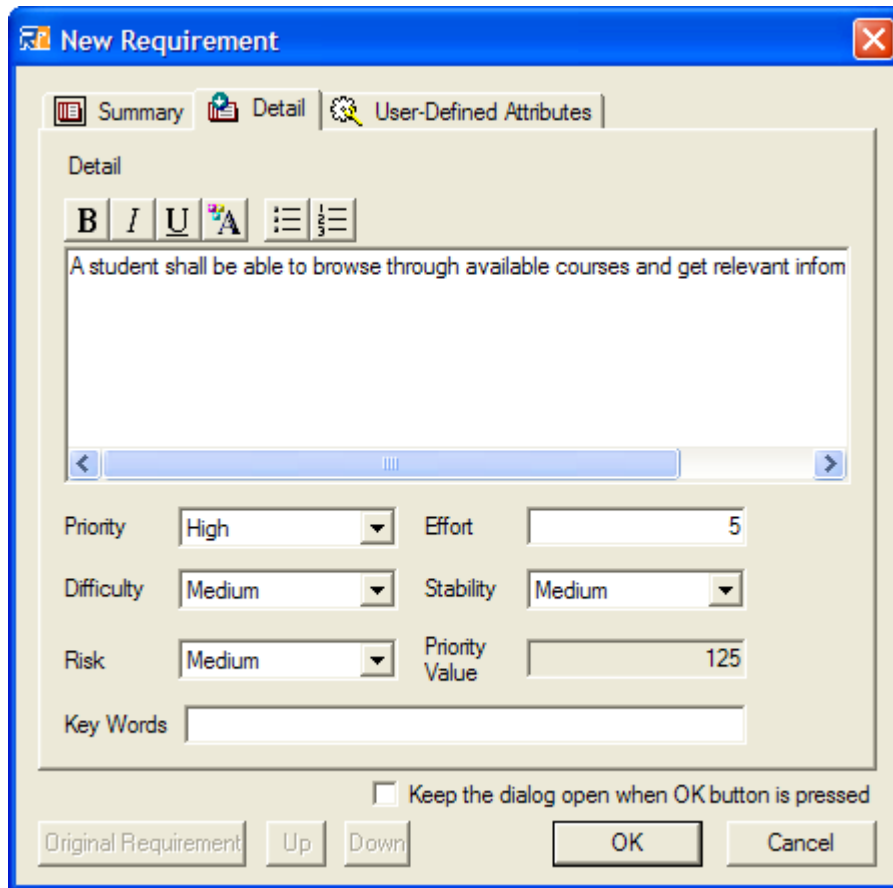 New Requirement
Summary Detail User-Defined Attributes
Detail
B I U A
A student shall be able to browse through available courses and get relevant infom
Priority High Effort 5
Difficulty Medium Stability Medium
Risk Medium Priority Value 125
Key Words
Keep the dialog open when OK button is pressed
Original Requirement Up Down OK Cancel